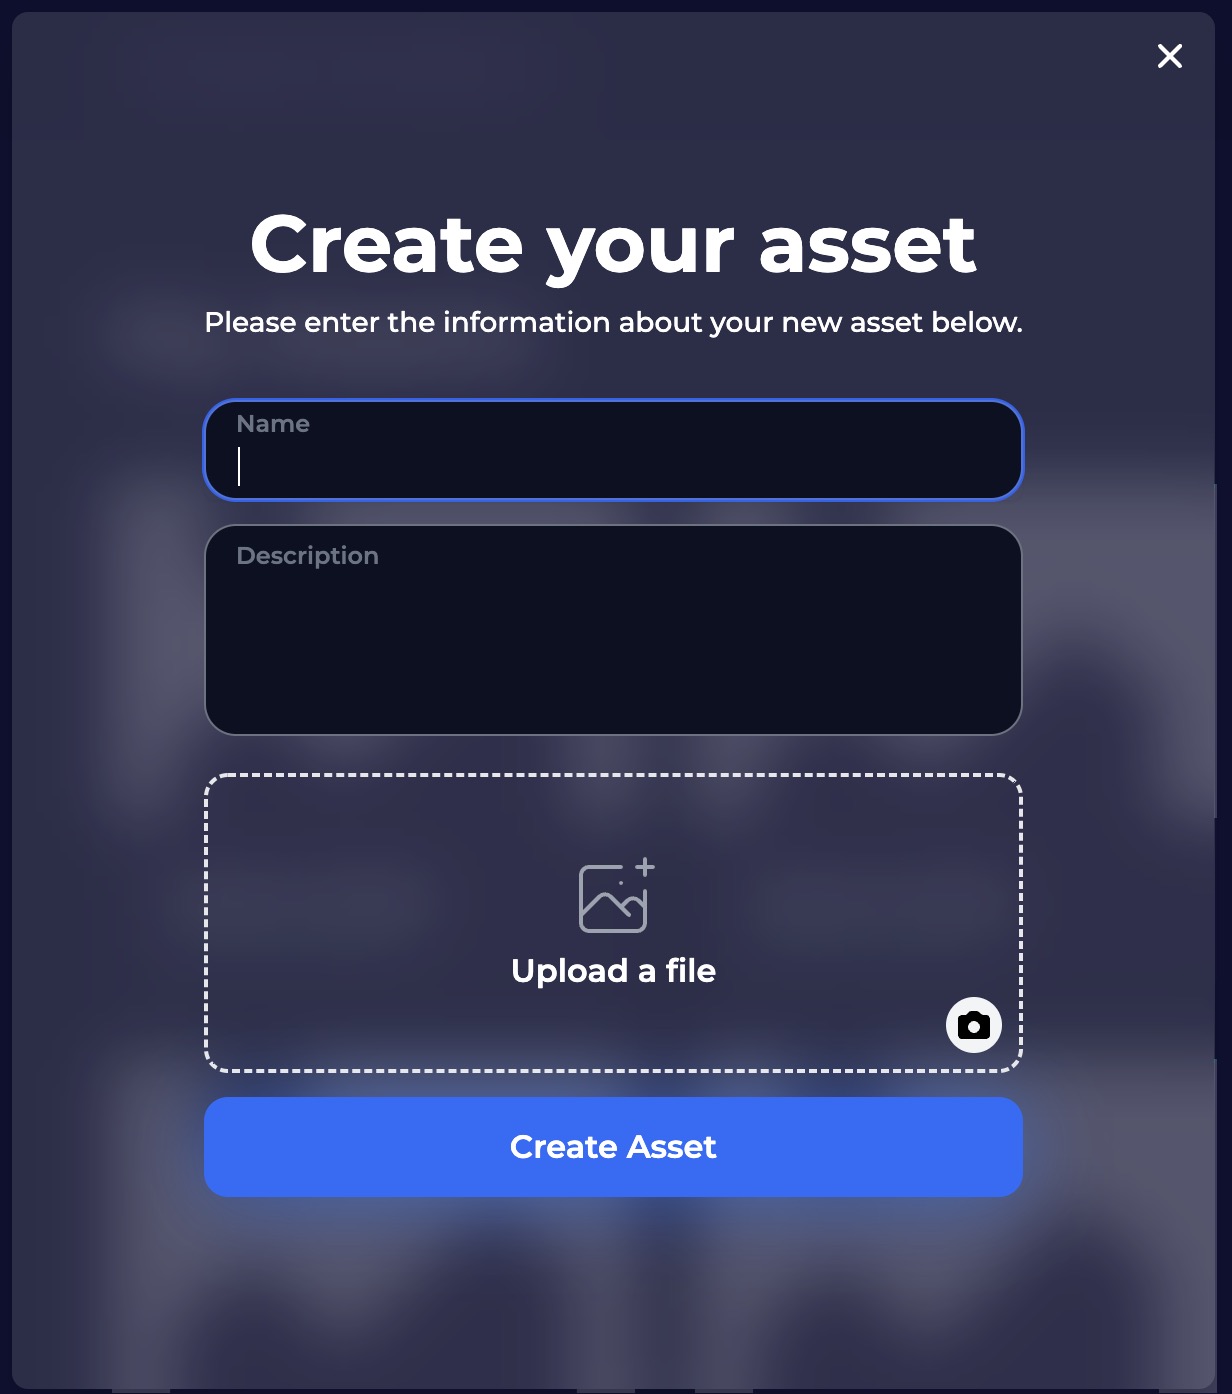 Create your asset
Please enter the information about your new asset below.
Name
Description
Upload a file
Create Asset